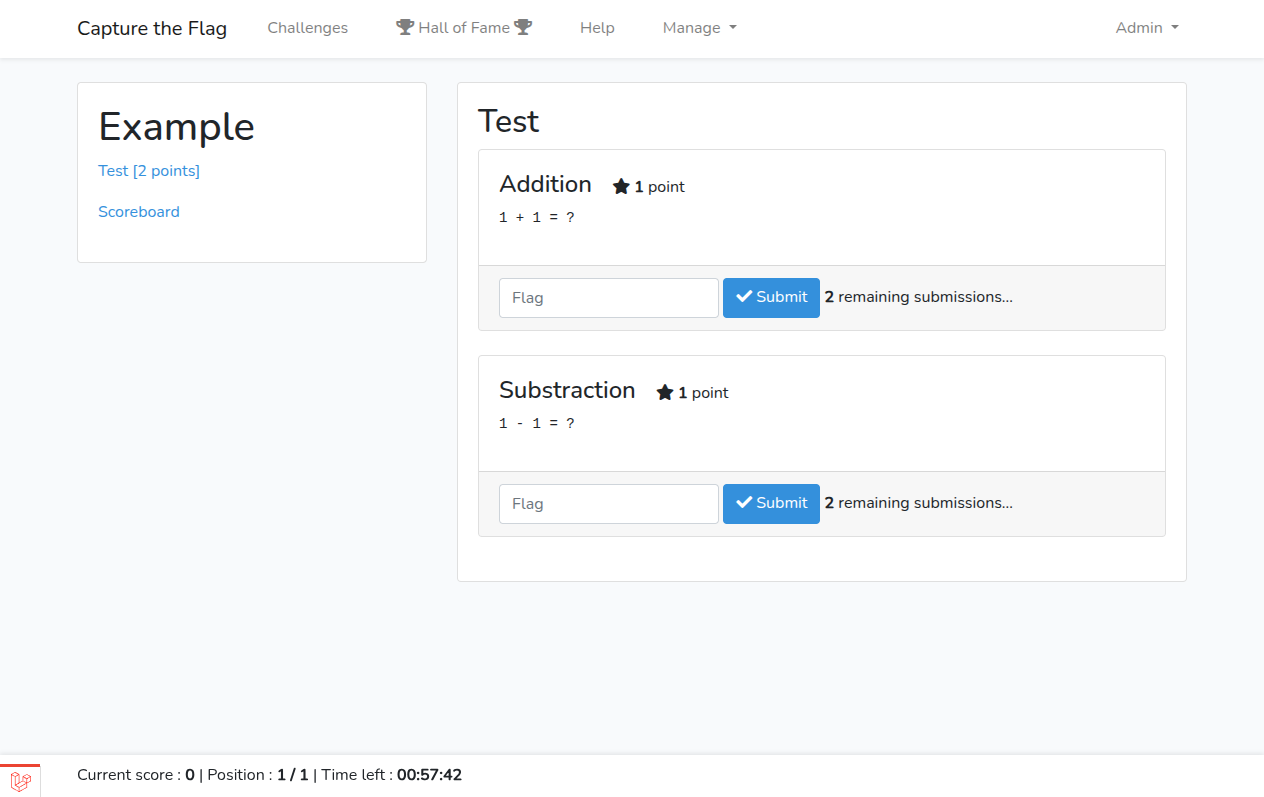 Capture the Flag Challenges Hall of Fame Help Manage Admin
Example
Test [2 points]
Scoreboard
Test
Addition 1 point
1 + 1 = ?
Flag Submit 2 remaining submissions...
Substraction 1 point
1 - 1 = ?
Flag Submit 2 remaining submissions...
Current score : 0 | Position : 1 / 1 | Time left : 00:57:42